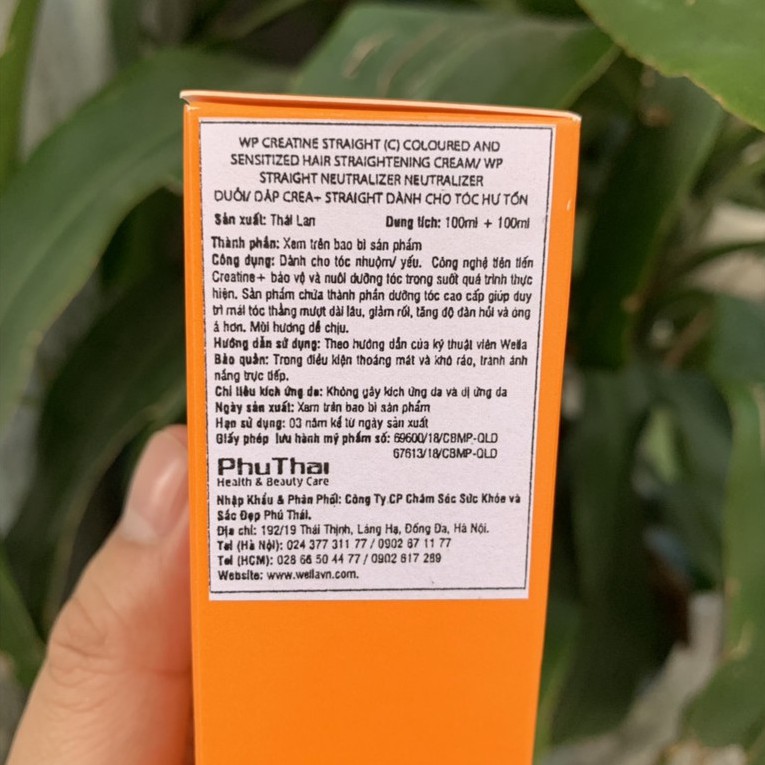 WP CREATINE STRAIGHT (C) COLOURED AND
SENSITIZED HAIR STRAIGHTENING CREAM/ WP
STRAIGHT NEUTRALIZER NEUTRALIZER
DUỖI/ DẬP CREA+ STRAIGHT DÀNH CHO TÓC HƯ TỔN
Sản xuất: Thái Lan Dung tích: 100ml + 100ml
Thành phần: Xem trên bao bì sản phẩm
Công dụng: Dành cho tóc nhuộm/ yếu. Công nghệ tiên tiến
Creatine+ bảo vệ và nuôi dưỡng tóc trong suốt quá trình thực
hiện. Sản phẩm chứa thành phần dưỡng tóc cao cấp giúp duy
trì mái tóc thẳng mượt dài lâu, giảm rối, tăng độ đàn hồi và óng
ả hơn. Mùi hương dễ chịu.
Hướng dẫn sử dụng: Theo hướng dẫn của kỹ thuật viên Wella
Bảo quản: Trong điều kiện thoáng mát và khô ráo, tránh ánh
nắng trực tiếp.
Chỉ tiêu kích ứng da: Không gây kích ứng da và dị ứng da
Ngày sản xuất: Xem trên bao bì sản phẩm
Hạn sử dụng: 03 năm kể từ ngày sản xuất
Giấy phép lưu hành mỹ phẩm số: 69600/18/CBMP-QLD
67613/18/CBMP-QLD
PhuThai
Health & Beauty Care
Nhập Khẩu & Phân Phối: Công Ty.CP Chăm Sóc Sức Khỏe và
Sắc Đẹp Phú Thái.
Địa chỉ: 192/19 Thái Thịnh, Láng Hạ, Đống Đa, Hà Nội.
Tel (Hà Nội): 024 377 311 77 / 0902 87 11 77
Tel (HCM): 028 66 50 44 77 / 0902 617 289
Website: www.wellavn.com.